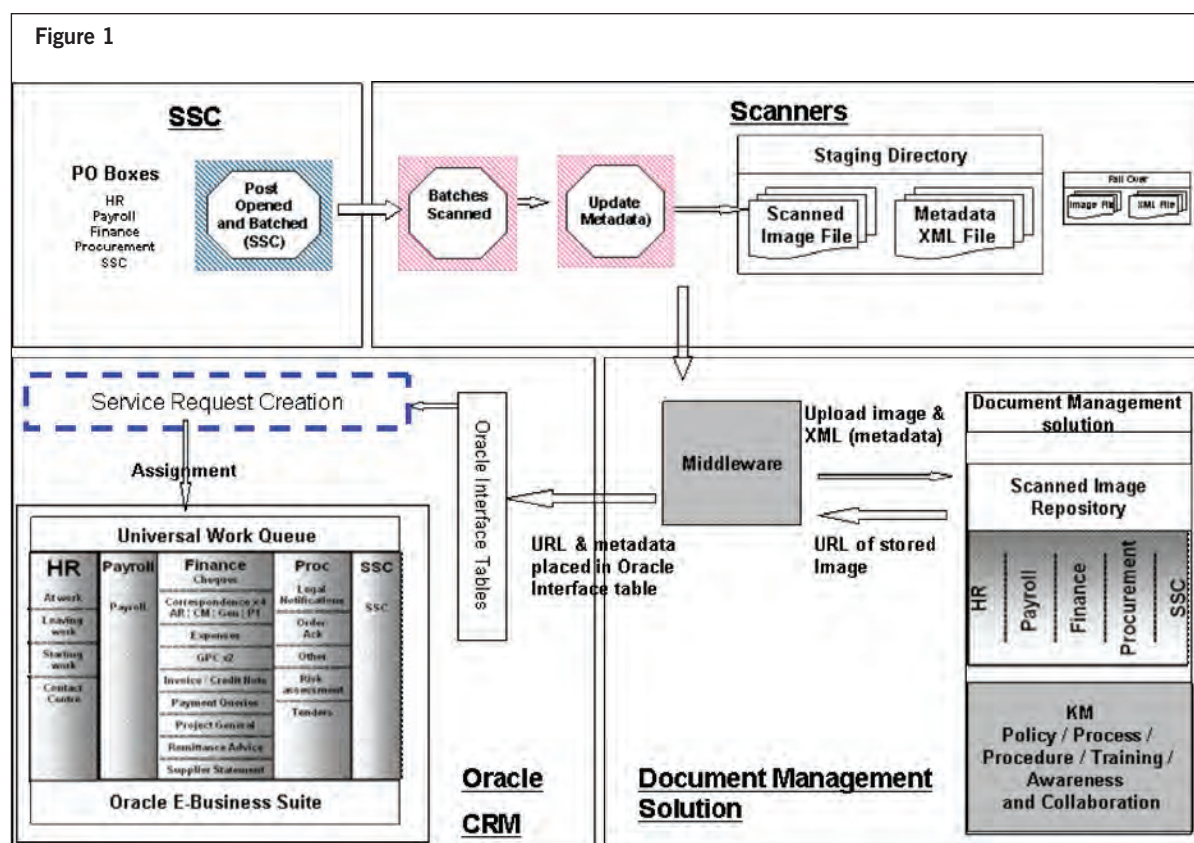 Figure 1
SSC
PO Boxes
HR
Payroll
Finance
Procurement
SSC
Post
Opened
and Batched
(SSC)
Scanners
Batches
Scanned
Update
Metadata)
Staging Directory
Scanned
Image File
Metadata
XML File
Fall Over
Image File
XML File
Service Request Creation
Assignment
Universal Work Queue
HR
At work
Leaving
work
Starting
work
Contact
Centre
Payroll
Payroll
Finance
Cheques
Correspondence x4
AR | CM | Gen | P1
Expenses
GPC x2
Invoice / Credit Note
Payment Queries
Project General
Remittance Advice
Supplier Statement
Proc
Legal
Notifications
Order
Ack
Other
Risk
assessment
Tenders
SSC
SSC
Oracle E-Business Suite
Oracle Interface Tables
Oracle
CRM
URL & metadata
placed in Oracle
Interface table
Middleware
Upload image &
XML (metadata)
URL of stored
Image
Document Management
Solution
Document Management
solution
Scanned Image
Repository
HR
Payroll
Finance
Procurement
SSC
KM
Policy / Process /
Procedure / Training /
Awareness
and Collaboration